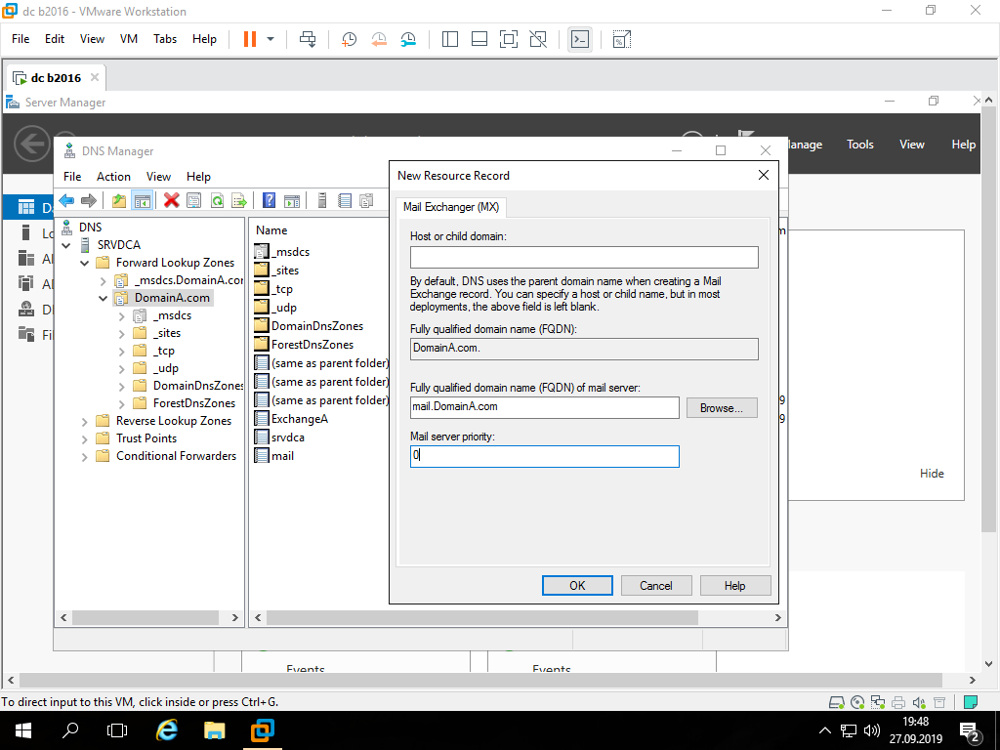 dc b2016 - VMware Workstation
File Edit View VM Tabs Help
dc b2016
Server Manager
Tools View Help
DNS Manager
File Action View Help
DNS
SRVDCA
Forward Lookup Zones
_msdcs.DomainA.cor
DomainA.com
_msdcs
_sites
_tcp
_udp
DomainDnsZones
ForestDnsZones
Reverse Lookup Zones
Trust Points
Conditional Forwarders
Name
_msdcs
_sites
_tcp
_udp
DomainDnsZones
ForestDnsZones
(same as parent folder)
(same as parent folder)
(same as parent folder)
ExchangeA
srvdca
mail
New Resource Record
Mail Exchanger (MX)
Host or child domain:
By default, DNS uses the parent domain name when creating a Mail
Exchange record. You can specify a host or child name, but in most
deployments, the above field is left blank.
Fully qualified domain name (FQDN):
DomainA.com.
Fully qualified domain name (FQDN) of mail server:
mail.DomainA.com
Browse...
Mail server priority:
0
OK Cancel Help
Hide
Events Events
To direct input to this VM, click inside or press Ctrl+G.
19:48
27.09.2019
2